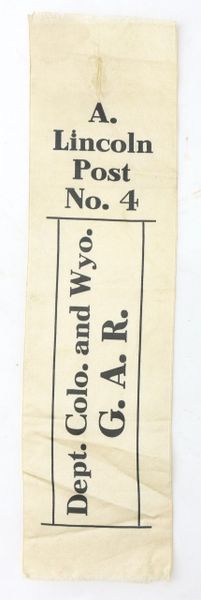 A.
Lincoln
Post
No. 4
Dept. Colo. and Wyo.
G. A. R.